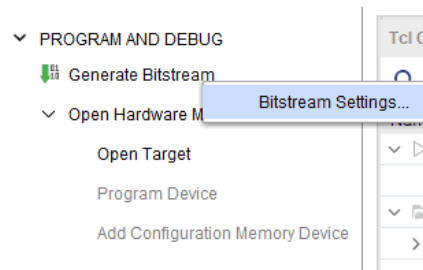 PROGRAM AND DEBUG
Tcl
Generate Bitstream
Bitstream Settings...
Open Hardware M
Open Target
Program Device
Add Configuration Memory Device